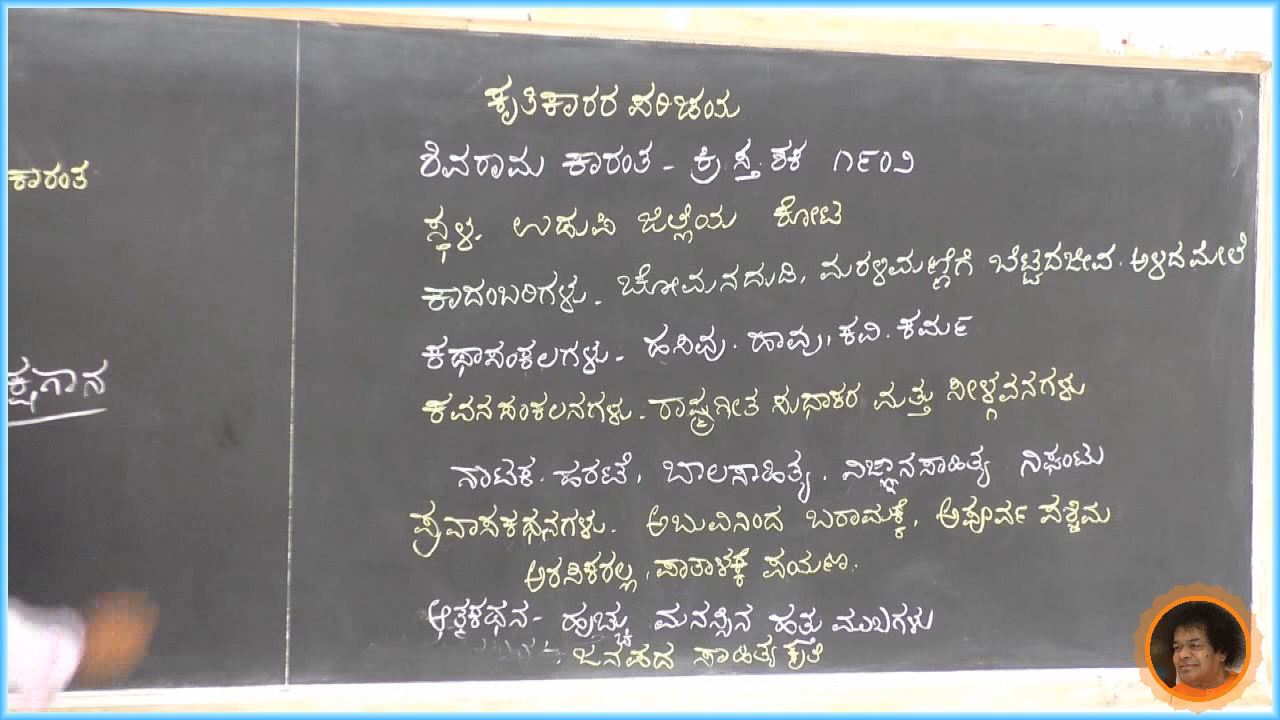 ಕಾರಂತ
ಕ್ಷಗಾನ
ಕೃತಿಕಾರರ ಪರಿಚಯ
ಶಿವರಾಮ ಕಾರಂತ - ಕ್ರಿ ಸ್ತ ಶಕ ೧೯೦೨
ಸ್ಥಳ. ಉಡುಪಿ ಜಿಲ್ಲೆಯ ಕೋಟ
ಕಾದಂಬರಿಗಳು. ಚೋಮನದುಡಿ, ಮರಳಿಮಣ್ಣಿಗೆ ಬೆಟ್ಟದಜೀವ. ಅಳಿದಮೇಲೆ
ಕಥಾಸಂಕಲಗಳು- ಹಸಿವು. ಹಾವು, ಕವಿ. ಕರ್ಮ
ಕವನಸಂಕಲನಗಳು- ರಾಷ್ಟ್ರಗೀತ ಸುಧಾಕರ ಮತ್ತು ಸೀಳ್ಗವನಗಳು
ನಾಟಕ. ಹರಟೆ, ಬಾಲಸಾಹಿತ್ಯ. ವಿಜ್ಞಾನಸಾಹಿತ್ಯ ನಿಘಂಟು
ಪ್ರವಾಸಕಥನಗಳು. ಅಬುವಿನಿಂದ ಬರಾಮಕ್ಕೆ, ಅಪೂರ್ವ ಪಶ್ಚಿಮ
ಅರಸಿಕರಲ್ಲ, ಪಾತಾಳಕ್ಕೆ ಪಯಣ.
ಆತ್ಮಕಥನ- ಹುಚ್ಚು ಮನಸ್ಸಿನ ಹತ್ತು ಮುಖಗಳು
ಜನಪದ ಸಾಹಿತ್ಯಕೃತಿ